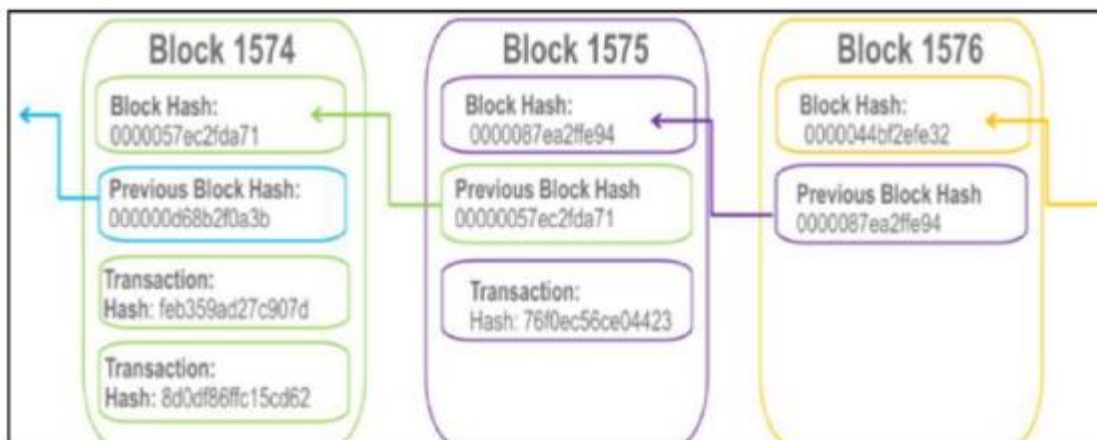 Block 1574
Block Hash:
0000057ec2fda71
Previous Block Hash:
000000d68b2f0a3b
Transaction:
Hash: feb359ad27c907d
Transaction:
Hash: 8d0df86ffc15cd62
Block 1575
Block Hash:
0000087ea2ffe94
Previous Block Hash
00000057ec2fda71
Transaction:
Hash: 76f0ec56ce04423
Block 1576
Block Hash:
0000044bf2efe32
Previous Block Hash
0000087ea2ffe94